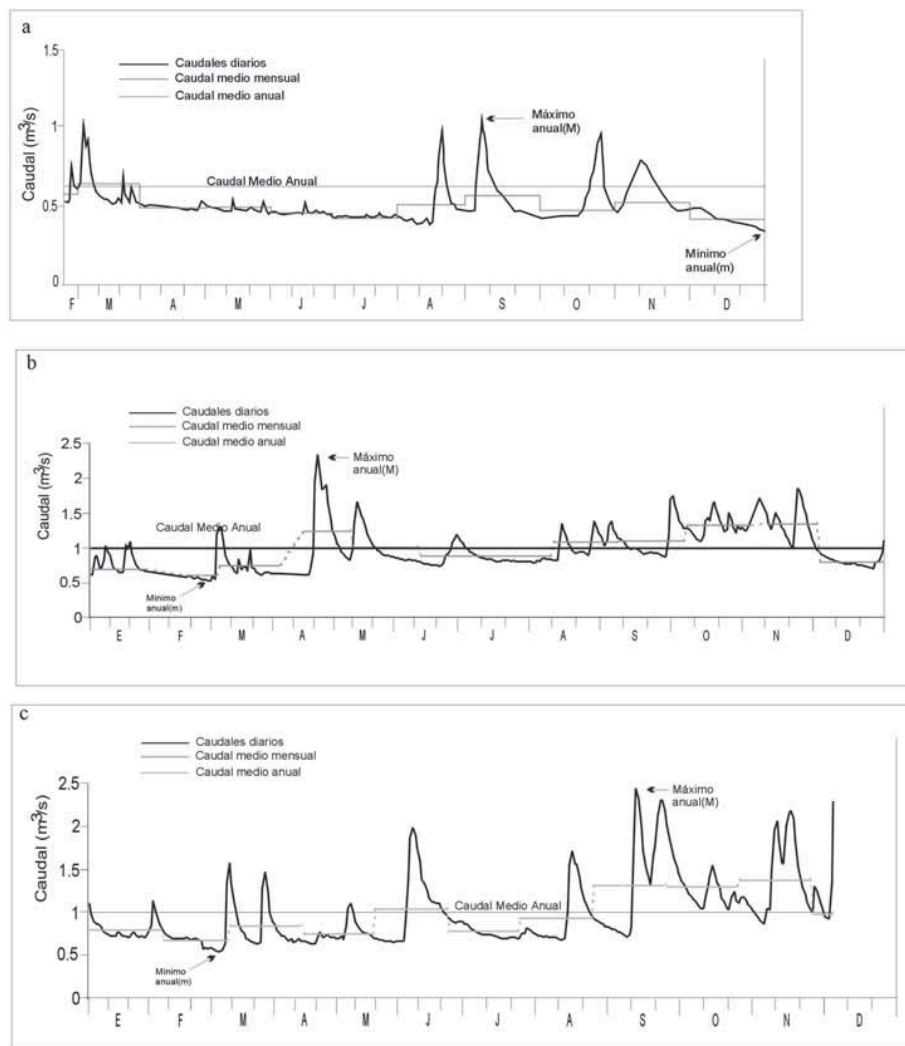 a
1.5
1
0.5
0
Caudal (m³/s)
Caudales diarios
Caudal medio mensual
Caudal medio anual
Máximo
anual(M)
Caudal Medio Anual
Mínimo
anual(m)
F M A M J J A S O N D
b
2.5
2
1.5
1
0.5
0
Caudal (m³/s)
Caudales diarios
Caudal medio mensual
Caudal medio anual
Máximo
anual(M)
Caudal Medio Anual
Mínimo
anual(m)
E F M A M J J A S O N D
c
2.5
2
1.5
1
0.5
0
Caudal (m³/s)
Caudales diarios
Caudal medio mensual
Caudal medio anual
Máximo
anual(M)
Caudal Medio Anual
Mínimo
anual(m)
E F M A M J J A S O N D